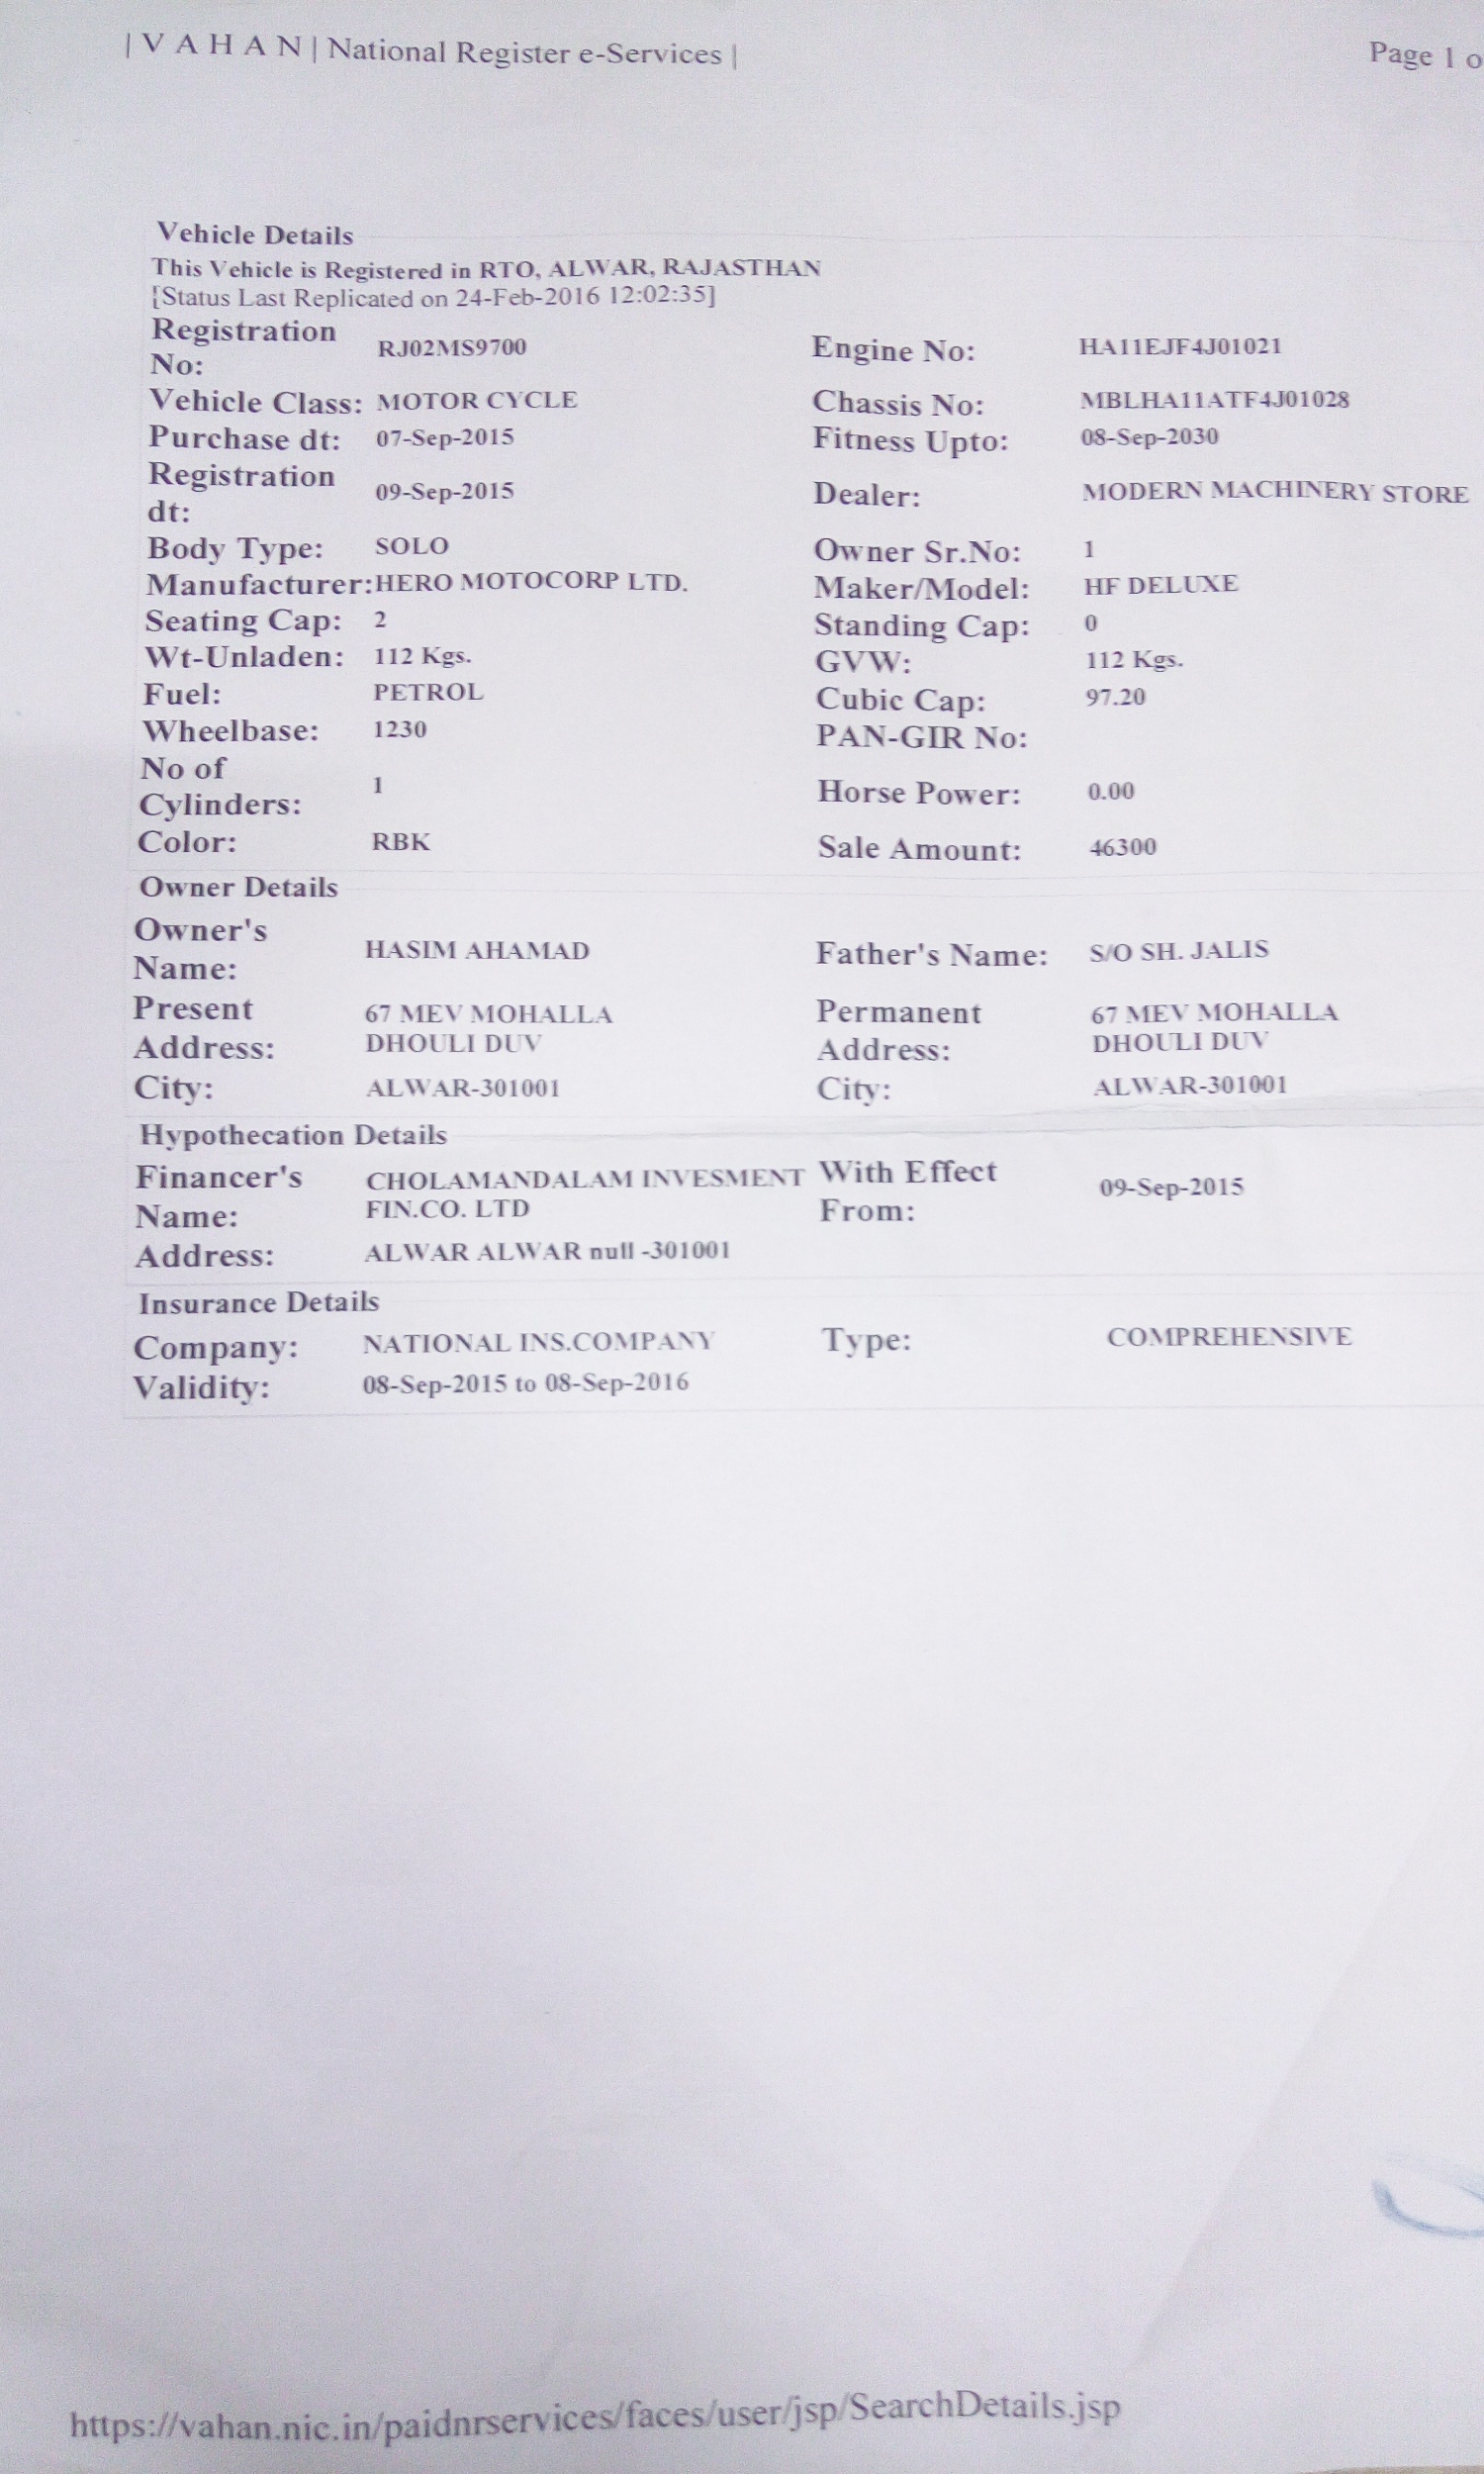 | V A H A N | National Register e-Services | Page 1 o
Vehicle Details
This Vehicle is Registered in RTO, ALWAR, RAJASTHAN
[Status Last Replicated on 24-Feb-2016 12:02:35]
Registration No: RJ02MS9700 Engine No: HA11EJF4J01021
Vehicle Class: MOTOR CYCLE Chassis No: MBLHA11ATF4J01028
Purchase dt: 07-Sep-2015 Fitness Upto: 08-Sep-2030
Registration dt: 09-Sep-2015 Dealer: MODERN MACHINERY STORE
Body Type: SOLO Owner Sr.No: 1
Manufacturer:HERO MOTOCORP LTD. Maker/Model: HF DELUXE
Seating Cap: 2 Standing Cap: 0
Wt-Unladen: 112 Kgs. GVW: 112 Kgs.
Fuel: PETROL Cubic Cap: 97.20
Wheelbase: 1230 PAN-GIR No:
No of Cylinders: 1 Horse Power: 0.00
Color: RBK Sale Amount: 46300
Owner Details
Owner's Name: HASIM AHAMAD Father's Name: S/O SH. JALIS
Present 67 MEV MOHALLA Permanent 67 MEV MOHALLA
Address: DHOULI DUV Address: DHOULI DUV
City: ALWAR-301001 City: ALWAR-301001
Hypothecation Details
Financer's CHOLAMANDALAM INVESMENT With Effect
Name: FIN.CO. LTD From: 09-Sep-2015
Address: ALWAR ALWAR null -301001
Insurance Details
Company: NATIONAL INS.COMPANY Type: COMPREHENSIVE
Validity: 08-Sep-2015 to 08-Sep-2016
https://vahan.nic.in/paidnrservices/faces/user/jsp/SearchDetails.jsp